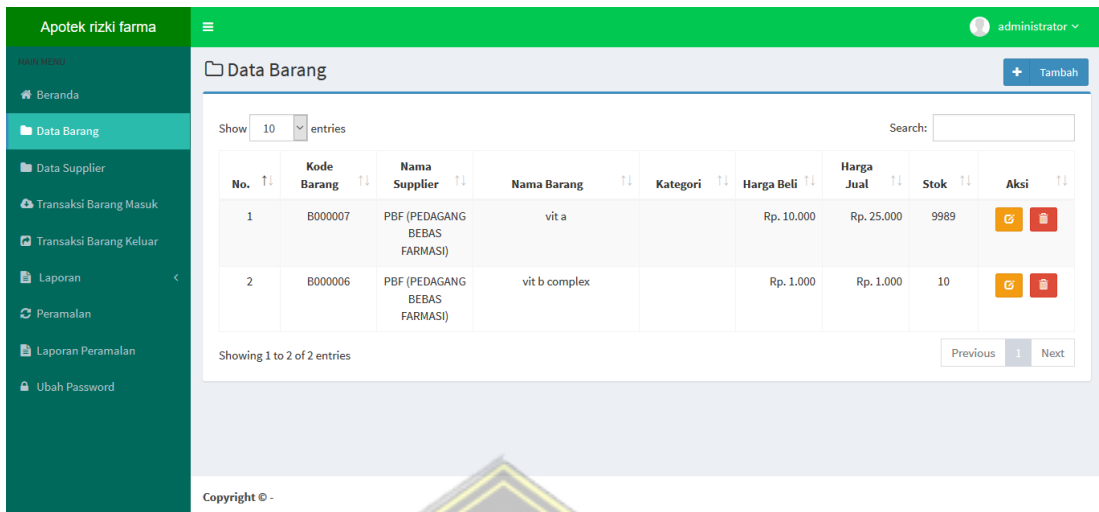 Apotek rizki farma
administrator
MAIN MENU
Beranda
Data Barang
Data Supplier
Transaksi Barang Masuk
Transaksi Barang Keluar
Laporan
Peramalan
Laporan Peramalan
Ubah Password
Data Barang
+ Tambah
Show 10 entries
Search:
No. Kode Barang Nama Supplier Nama Barang Kategori Harga Beli Harga Jual Stok Aksi
1 B000007 PBF (PEDAGANG BEBAS FARMASI) vit a Rp. 10.000 Rp. 25.000 9989
2 B000006 PBF (PEDAGANG BEBAS FARMASI) vit b complex Rp. 1.000 Rp. 1.000 10
Showing 1 to 2 of 2 entries
Previous 1 Next
Copyright © -